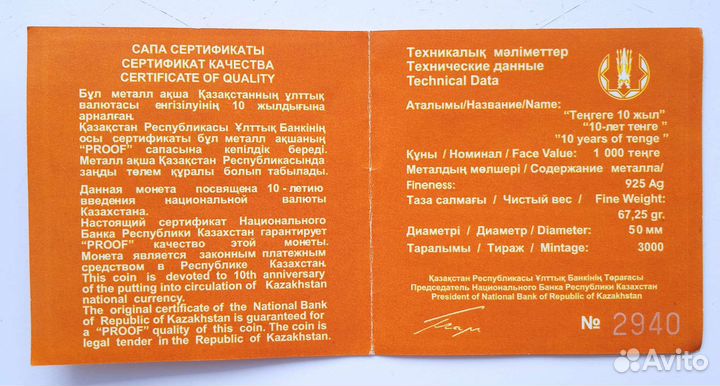 САПА СЕРТИФИКАТЫ
СЕРТИФИКАТ КАЧЕСТВА
CERTIFICATE OF QUALITY
Бұл металл ақша Қазақстанның ұлттық
валютасы енгізілуінің 10 жылдығына
арналған.
Қазақстан Республикасы Ұлттық Банкінің
осы сертификаты бұл металл ақшаның
"PROOF" сапасына кепілдік береді.
Металл ақша Қазақстан Республикасында
заңды төлем құралы болып табылады.
Данная монета посвящена 10-летию
введения национальной валюты
Казахстана.
Настоящий сертификат Национального
Банка Республики Казахстан гарантирует
"PROOF" качество этой монеты.
Монета является законным платежным
средством в Республике Казахстан.
This coin is devoted to 10th anniversary
of the putting into circulation of Kazakhstan
national currency.
The original certificate of the National Bank
of Republic of Kazakhstan is guaranteed for
a "PROOF" quality of this coin. The coin is
legal tender in the Republic of Kazakhstan.
Техникалық мәліметтер
Технические данные
Technical Data
Аталымы/Название/Name:
"Теңгеге 10 жыл"
"10-лет тенге "
"10 years of tenge "
Құны / Номинал / Face Value: 1 000 теңге
Металдың мөлшері / Содержание металла/
Fineness: 925 Ag
Таза салмағы / Чистый вес / Fine Weight:
67,25 gr.
Диаметрі / Диаметр / Diameter: 50 мм
Таралымы / Тираж / Mintage: 3000
Қазақстан Республикасы Ұлттық Банкінің Төрағасы
Председатель Национального Банка Республики Казахстан
President of National Bank of Republic of Kazakhstan
№ 2940
Avito